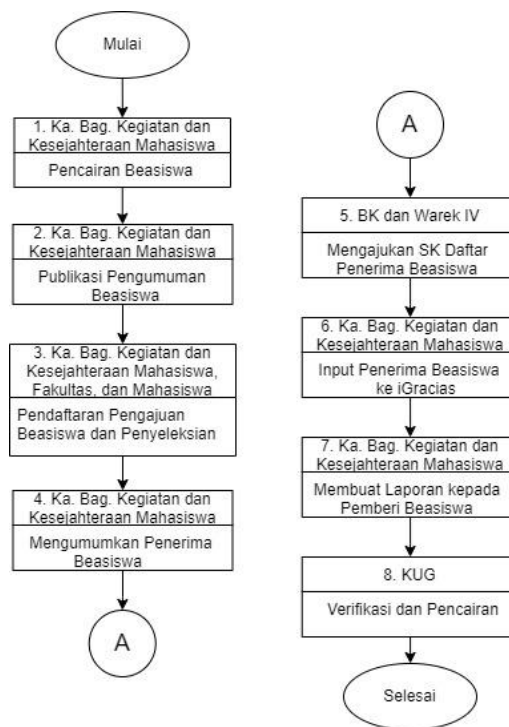 Mulai
1. Ka. Bag. Kegiatan dan
Kesejahteraan Mahasiswa
Pencairan Beasiswa
2. Ka. Bag. Kegiatan dan
Kesejahteraan Mahasiswa
Publikasi Pengumuman
Beasiswa
3. Ka. Bag. Kegiatan dan
Kesejahteraan Mahasiswa,
Fakultas, dan Mahasiswa
Pendaftaran Pengajuan
Beasiswa dan Penyeleksian
4. Ka. Bag. Kegiatan dan
Kesejahteraan Mahasiswa
Mengumumkan Penerima
Beasiswa
A
A
5. BK dan Warek IV
Mengajukan SK Daftar
Penerima Beasiswa
6. Ka. Bag. Kegiatan dan
Kesejahteraan Mahasiswa
Input Penerima Beasiswa
ke iGracias
7. Ka. Bag. Kegiatan dan
Kesejahteraan Mahasiswa
Membuat Laporan kepada
Pemberi Beasiswa
8. KUG
Verifikasi dan Pencairan
Selesai